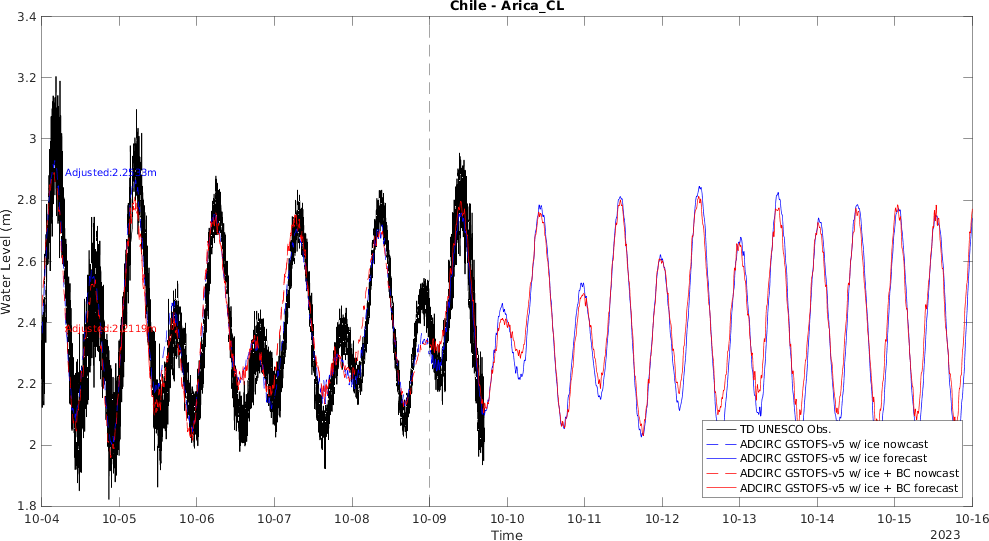 Chile - Arica_CL
3.4
3.2
3
2.8
2.6
2.4
2.2
2
1.8
Water Level (m)
10-04
10-05
10-06
10-07
10-08
10-09
10-10
10-11
10-12
10-13
10-14
10-15
10-16
Time
2023
TD UNESCO Obs.
ADCIRC GSTOFS-v5 w/ ice nowcast
ADCIRC GSTOFS-v5 w/ ice forecast
ADCIRC GSTOFS-v5 w/ ice + BC nowcast
ADCIRC GSTOFS-v5 w/ ice + BC forecast